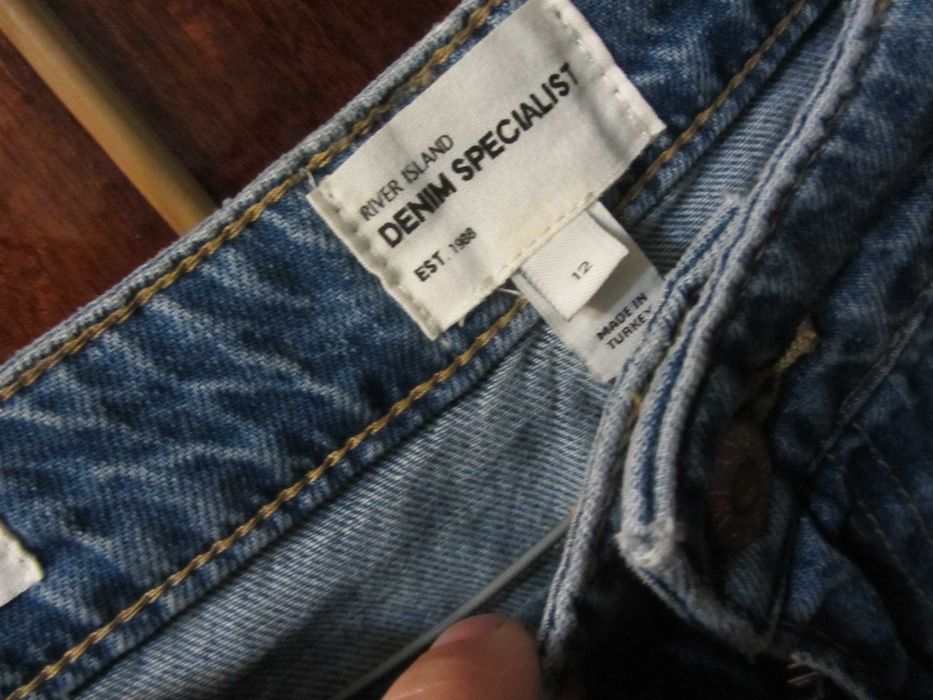 RIVER ISLAND
DENIM SPECIALIST
EST. 1988
12
MADE IN
TURKEY